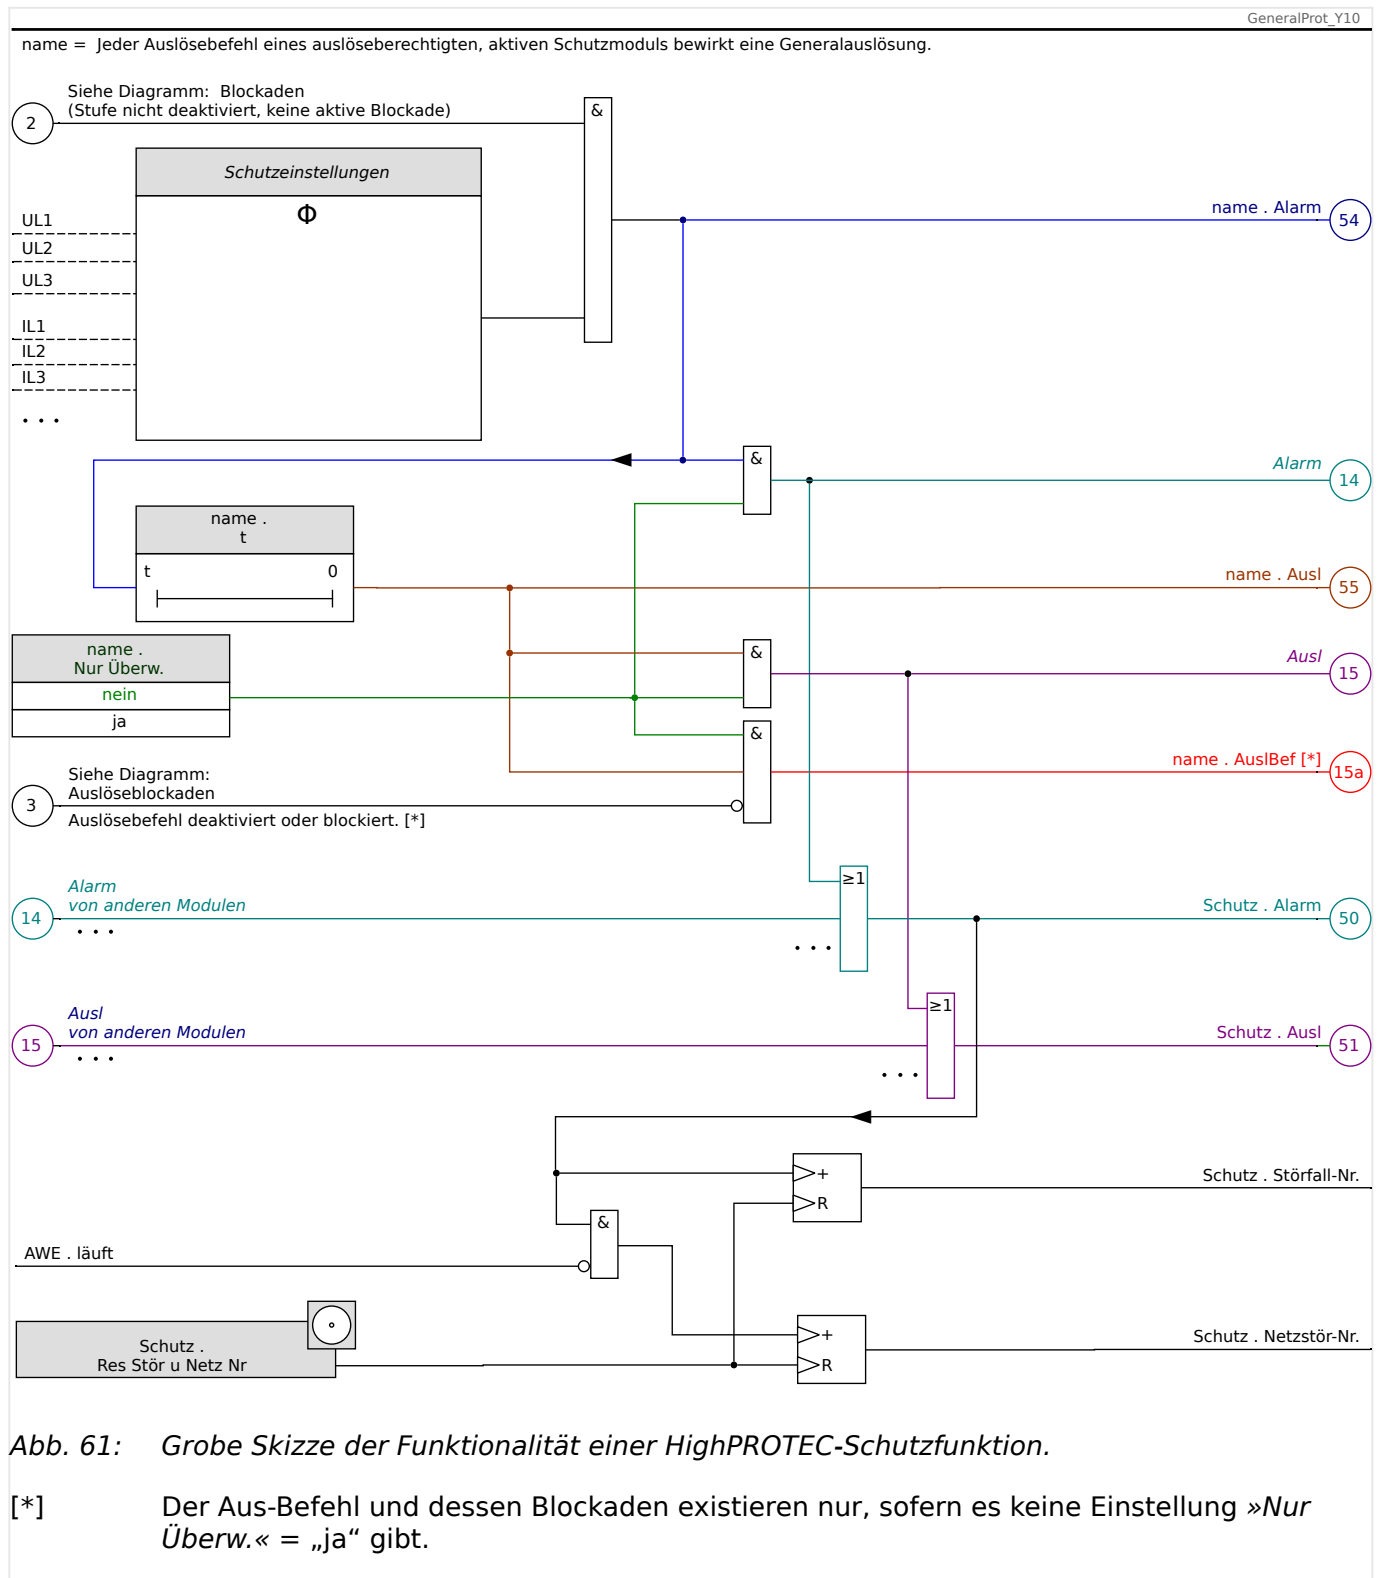 GeneralProt_Y10
name = Jeder Auslösebefehl eines auslöseberechtigten, aktiven Schutzmoduls bewirkt eine Generalauslösung.
Siehe Diagramm: Blockaden
(Stufe nicht deaktiviert, keine aktive Blockade)
2
&
Schutzeinstellungen
Φ
UL1
UL2
UL3
IL1
IL2
IL3
. . .
name . Alarm
54
&
Alarm
14
name .
t
t 0
name . Ausl
55
name .
Nur Überw.
nein
ja
&
Ausl
15
&
name . AuslBef [*]
15a
Siehe Diagramm:
Auslöseblockaden
3
Auslösebefehl deaktiviert oder blockiert. [*]
Alarm
von anderen Modulen
14
. . .
≥1
. . .
Schutz . Alarm
50
Ausl
von anderen Modulen
15
. . .
≥1
. . .
Schutz . Ausl
51
+
R
Schutz . Störfall-Nr.
&
AWE . läuft
Schutz .
Res Stör u Netz Nr
+
R
Schutz . Netzstör-Nr.
Abb. 61: Grobe Skizze der Funktionalität einer HighPROTEC-Schutzfunktion.
[*] Der Aus-Befehl und dessen Blockaden existieren nur, sofern es keine Einstellung »Nur
Überw.« = „ja“ gibt.